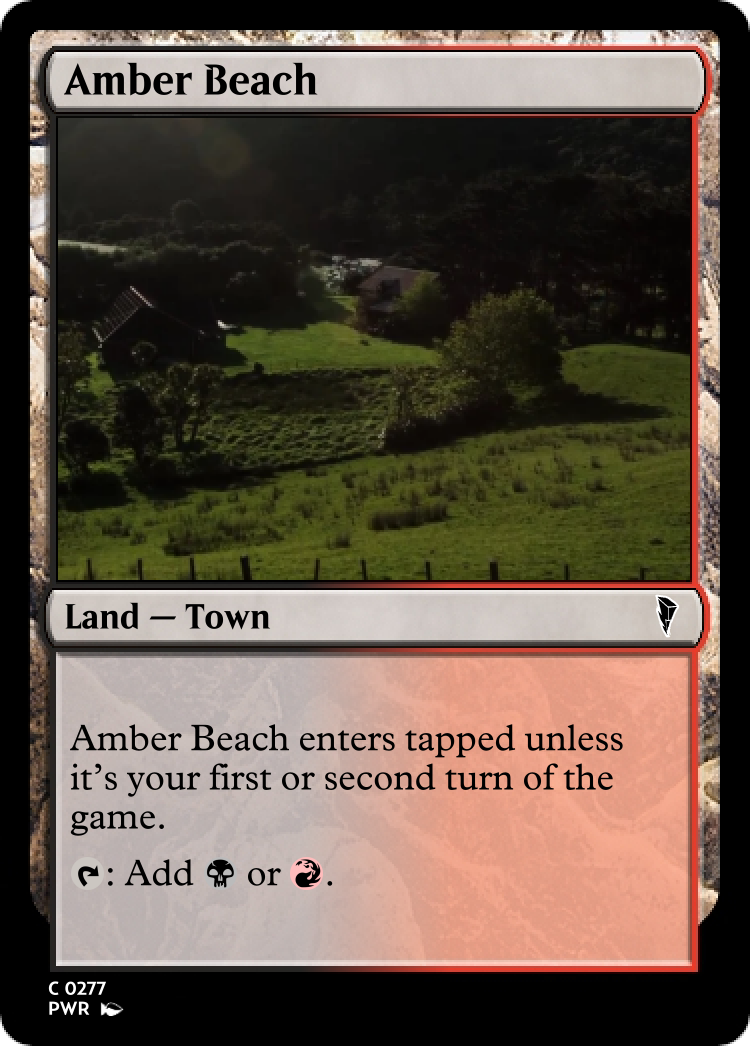 Amber Beach
Land — Town
Amber Beach enters tapped unless
it's your first or second turn of the
game.
: Add or .
C 0277
PWR